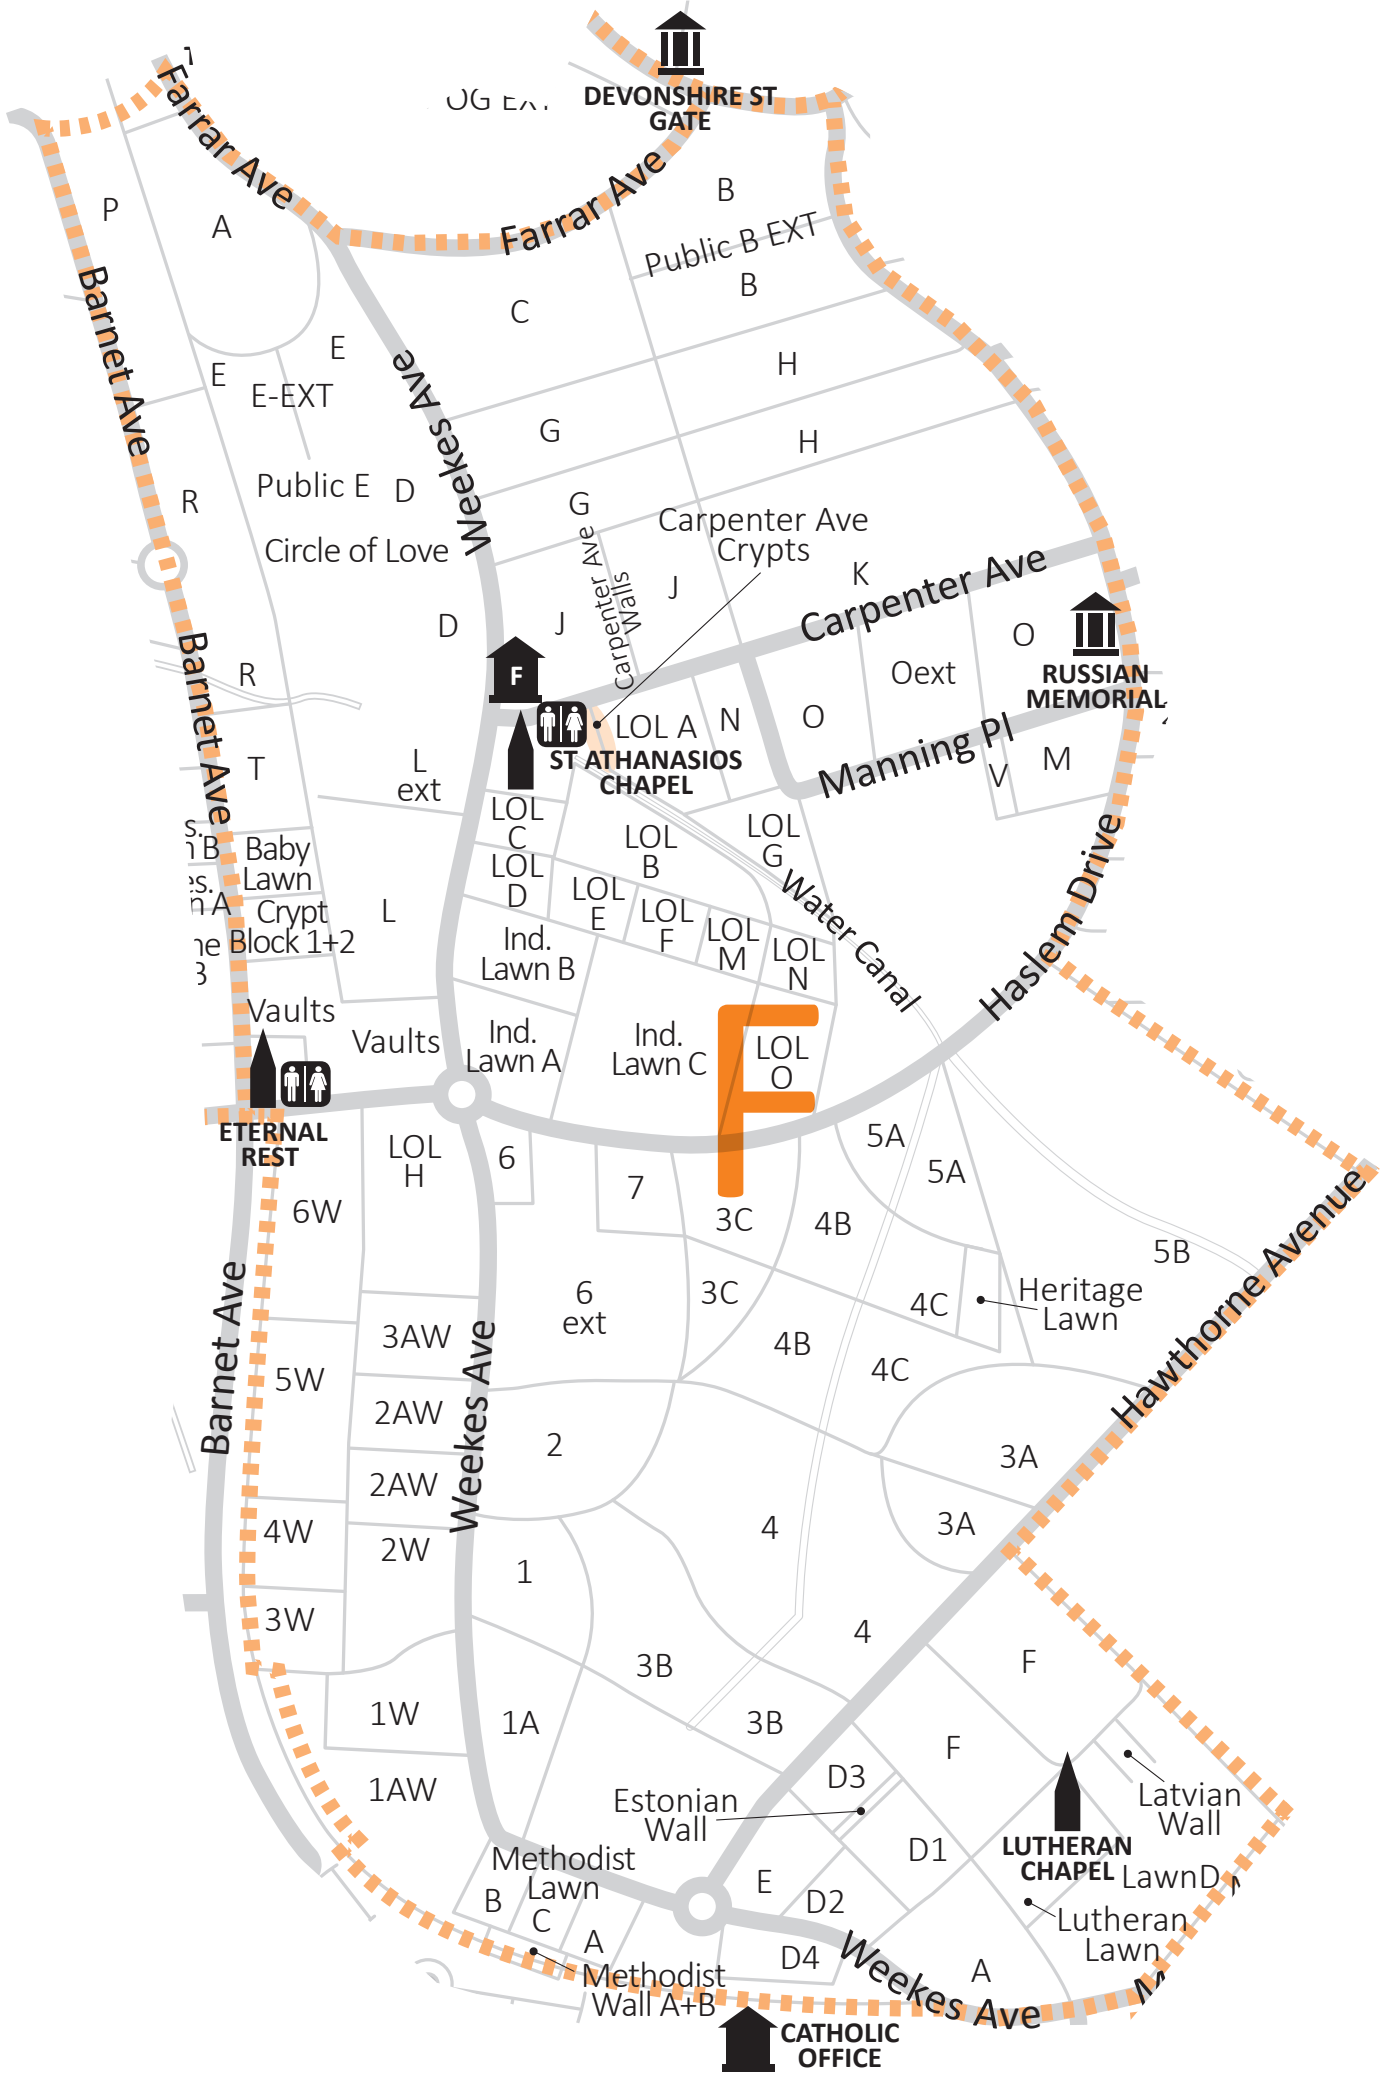 DEVONSHIRE ST
GATE
Farrar Ave
Farrar Ave
P
A
B
Public B EXT
B
Barnet Ave
C
E
E
E-EXT
Weekes Ave
H
G
H
R
Public E
D
G
Circle of Love
Carpenter Ave
Walls
Carpenter Ave
Crypts
K
Carpenter Ave
J
J
D
F
O
RUSSIAN
MEMORIAL
Oext
Barnet Ave
R
N
O
LOL A
ST ATHANASIOS
CHAPEL
Manning Pl
V
M
T
L
ext
LOL
C
LOL
B
LOL
G
Water Canal
Haslem Drive
Baby
Lawn
Crypt
Block 1+2
L
LOL
D
LOL
E
LOL
F
LOL
M
LOL
N
Ind.
Lawn B
Vaults
Vaults
Ind.
Lawn A
Ind.
Lawn C
F
LOL
O
ETERNAL
REST
LOL
H
6
7
5A
5A
6W
3C
4B
5B
Hawthorne Avenue
Barnet Ave
6
ext
3C
4C
Heritage
Lawn
3AW
4B
4C
5W
2AW
Weekes Ave
2
3A
2AW
4W
2W
4
3A
1
3W
4
3B
F
1W
1A
3B
F
1AW
D3
Estonian
Wall
Latvian
Wall
D1
LUTHERAN
CHAPEL
LawnD
Methodist
Lawn
B
C
A
E
D2
Lutheran
Lawn
D4
Weekes Ave
A
Methodist
Wall A+B
CATHOLIC
OFFICE